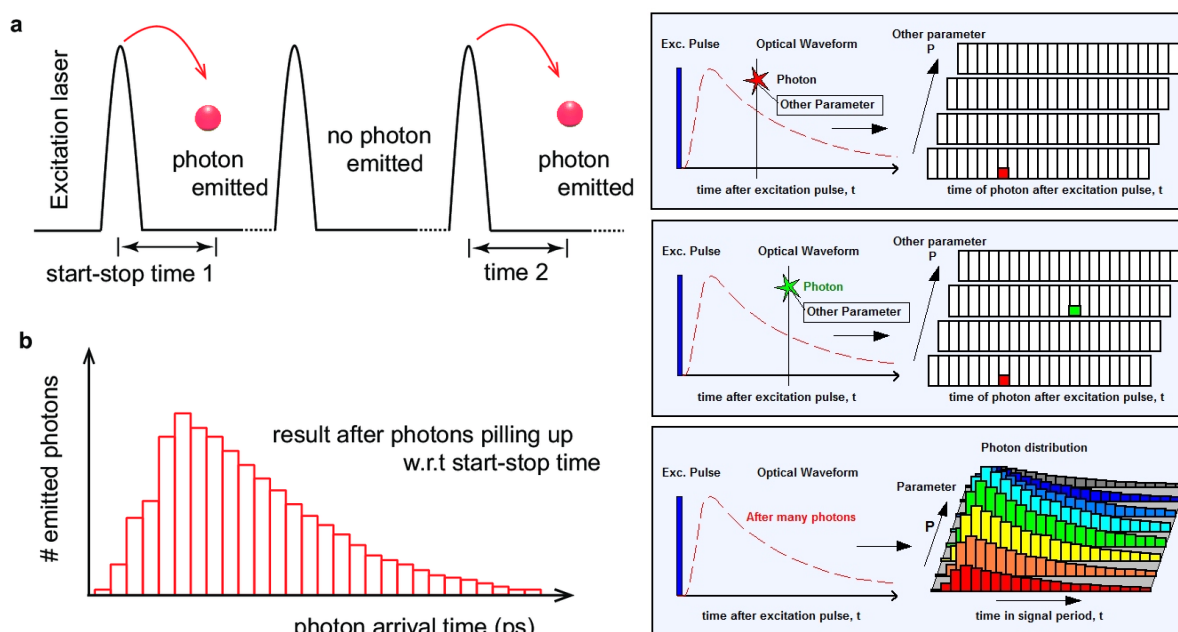 a
Excitation laser
photon
emitted
no photon
emitted
photon
emitted
start-stop time 1
time 2
b
# emitted photons
result after photons pilling up
w.r.t start-stop time
photon arrival time (ps)
Exc. Pulse
Optical Waveform
Photon
Other Parameter
time after excitation pulse, t
Other parameter
P
time of photon after excitation pulse, t
Exc. Pulse
Optical Waveform
Photon
Other Parameter
time after excitation pulse, t
Other parameter
P
time of photon after excitation pulse, t
Exc. Pulse
Optical Waveform
After many photons
time after excitation pulse, t
Photon distribution
Parameter
P
time in signal period, t